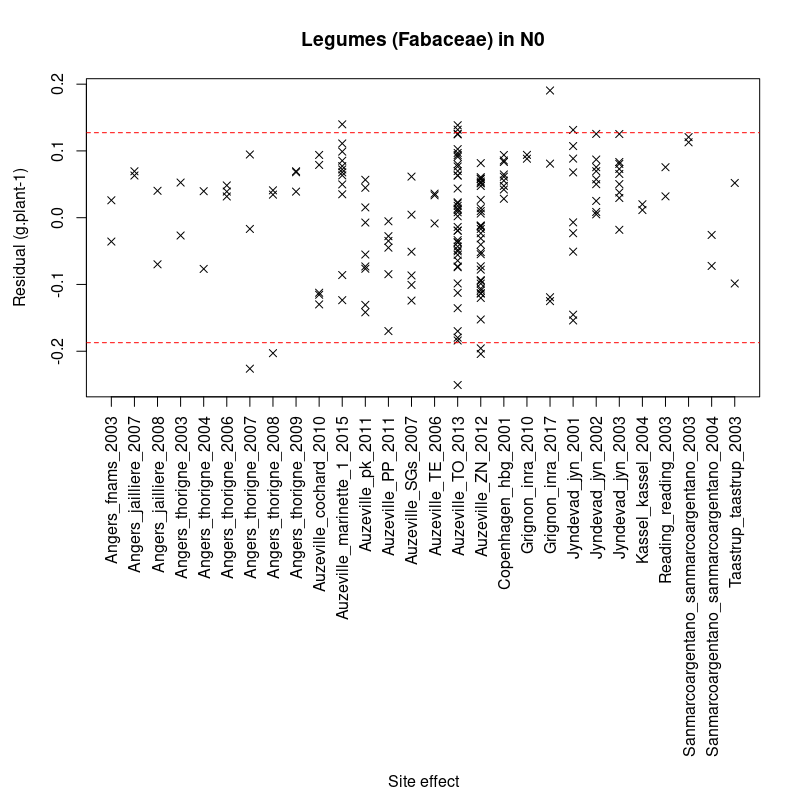 Legumes (Fabaceae) in N0
Residual (g.plant-1)
0.2
0.1
0.0
-0.1
-0.2
Angers_fnams_2003
Angers_jailliere_2007
Angers_jailliere_2008
Angers_thorigne_2003
Angers_thorigne_2004
Angers_thorigne_2006
Angers_thorigne_2007
Angers_thorigne_2008
Angers_thorigne_2009
Auzeville_cochard_2010
Auzeville_marinette_1_2015
Auzeville_pk_2011
Auzeville_PP_2011
Auzeville_SGs_2007
Auzeville_TE_2006
Auzeville_TO_2013
Auzeville_ZN_2012
Copenhagen_hbg_2001
Grignon_inra_2010
Grignon_inra_2017
Jyndevad_jyn_2001
Jyndevad_jyn_2002
Jyndevad_jyn_2003
Kassel_kassel_2004
Reading_reading_2003
Sanmarcoargentano_sanmarcoargentano_2003
Sanmarcoargentano_sanmarcoargentano_2004
Taastrup_taastrup_2003
Site effect